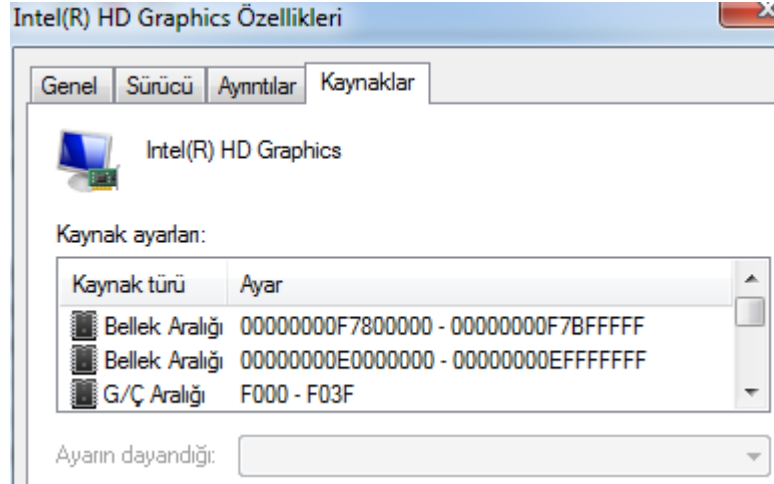 Intel(R) HD Graphics Özellikleri
Genel Sürücü Ayrıntılar Kaynaklar
Intel(R) HD Graphics
Kaynak ayarları:
Kaynak türü Ayar
Bellek Aralığı 00000000F7800000 - 00000000F7BFFFFF
Bellek Aralığı 00000000E0000000 - 00000000EFFFFFFF
G/Ç Aralığı F000 - F03F
Ayarın dayandığı: